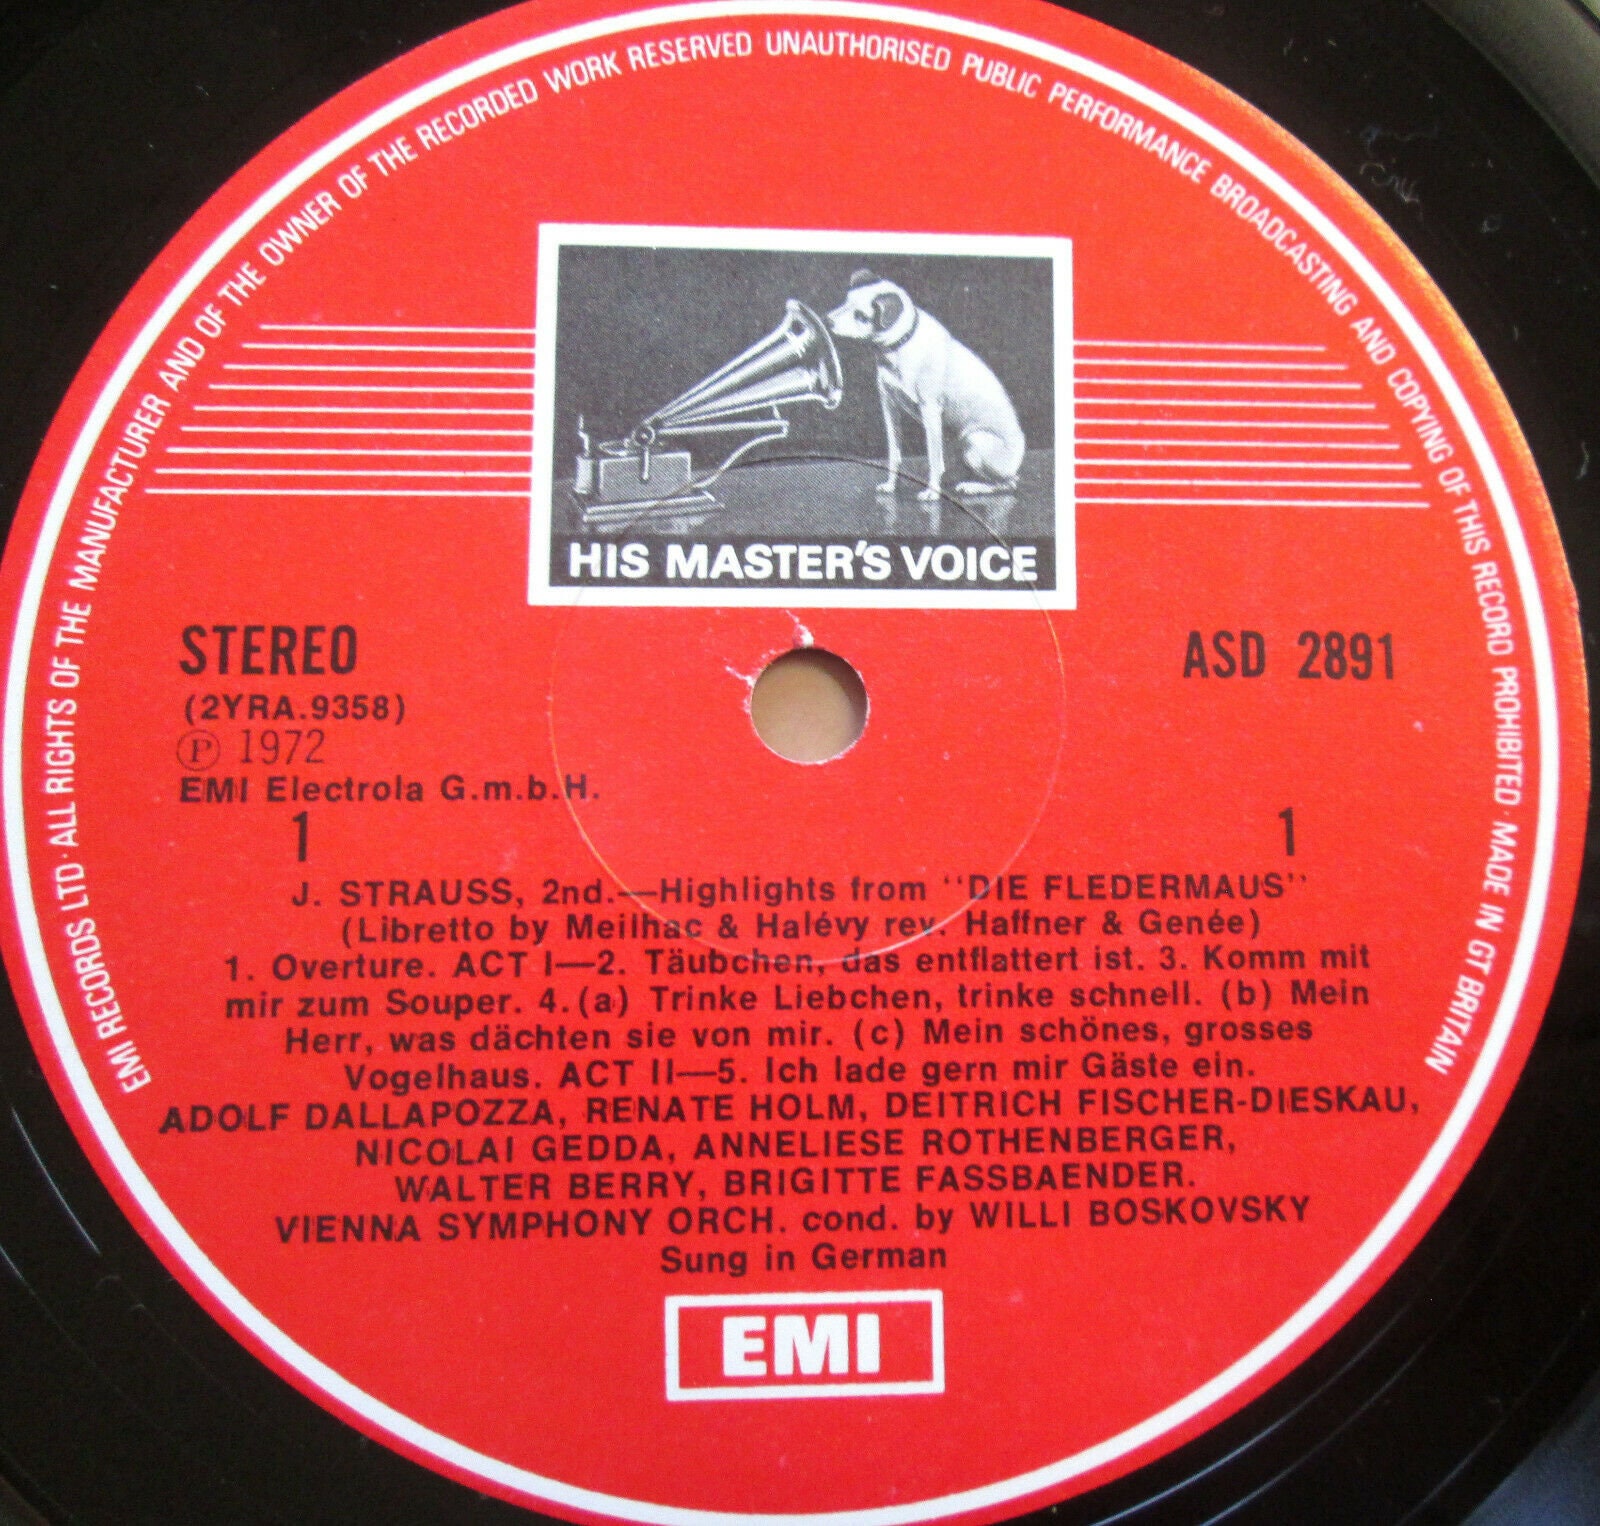 EMI RECORDS LTD · ALL RIGHTS OF THE MANUFACTURER AND OF THE OWNER OF THE RECORDED WORK RESERVED UNAUTHORISED PUBLIC PERFORMANCE BROADCASTING AND COPYING OF THIS RECORD PROHIBITED · MADE IN GT BRITAIN
HIS MASTER'S VOICE
STEREO
ASD 2891
(2YRA.9358)
℗ 1972
EMI Electrola G.m.b.H.
1
1
J. STRAUSS, 2nd.—Highlights from "DIE FLEDERMAUS"
(Libretto by Meilhac & Halévy rev. Haffner & Genée)
1. Overture. ACT I—2. Täubchen, das entflattert ist. 3. Komm mit
mir zum Souper. 4. (a) Trinke Liebchen, trinke schnell. (b) Mein
Herr, was dächten sie von mir. (c) Mein schönes, grosses
Vogelhaus. ACT II—5. Ich lade gern mir Gäste ein.
ADOLF DALLAPOZZA, RENATE HOLM, DEITRICH FISCHER-DIESKAU,
NICOLAI GEDDA, ANNELIESE ROTHENBERGER,
WALTER BERRY, BRIGITTE FASSBAENDER.
VIENNA SYMPHONY ORCH. cond. by WILLI BOSKOVSKY
Sung in German
EMI